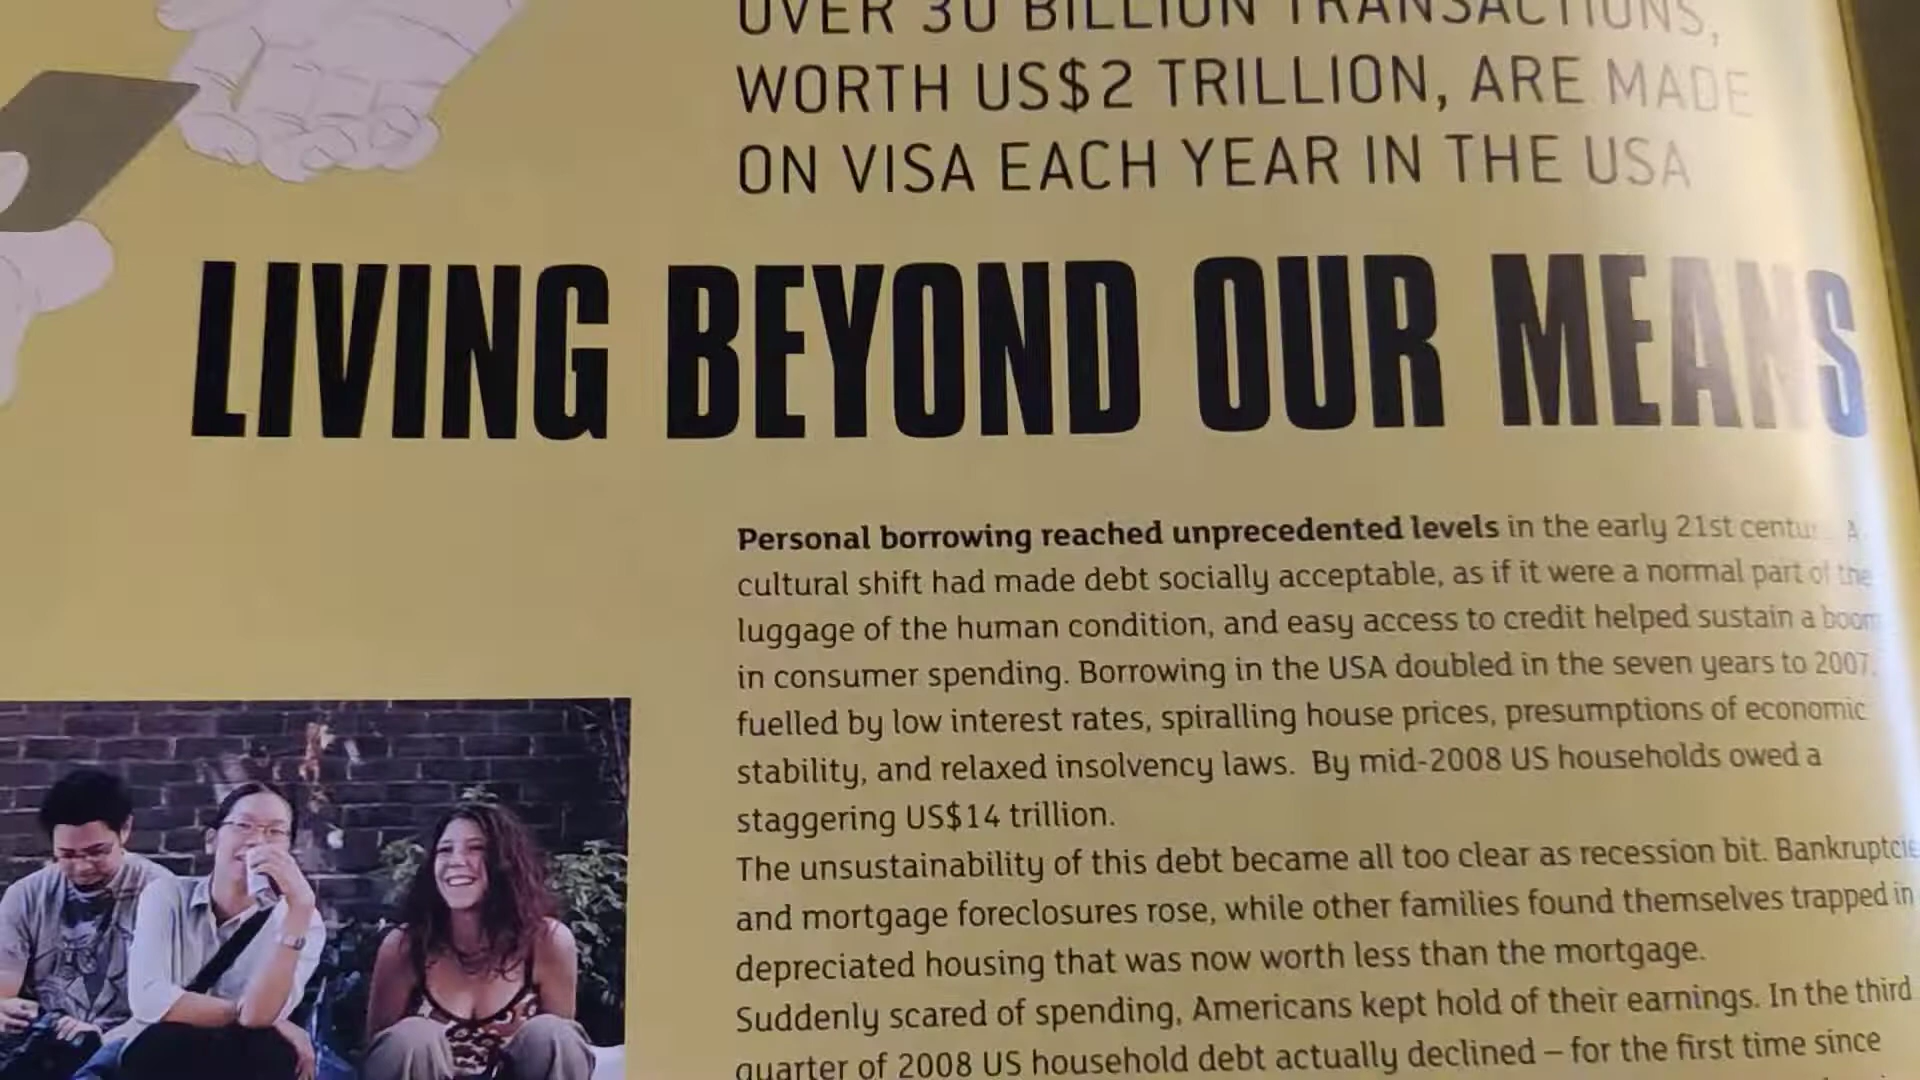 OVER 30 BILLION TRANSACTIONS,
WORTH US$2 TRILLION, ARE MADE
ON VISA EACH YEAR IN THE USA
LIVING BEYOND OUR MEANS
Personal borrowing reached unprecedented levels in the early 21st centu A
cultural shift had made debt socially acceptable, as if it were a normal part of the
luggage of the human condition, and easy access to credit helped sustain a boom
in consumer spending. Borrowing in the USA doubled in the seven years to 2007,
fuelled by low interest rates, spiralling house prices, presumptions of economic
stability, and relaxed insolvency laws. By mid-2008 US households owed a
staggering US$14 trillion.
The unsustainability of this debt became all too clear as recession bit. Bankruptcie
and mortgage foreclosures rose, while other families found themselves trapped in
depreciated housing that was now worth less than the mortgage.
Suddenly scared of spending, Americans kept hold of their earnings. In the third
quarter of 2008 US household debt actually declined – for the first time since